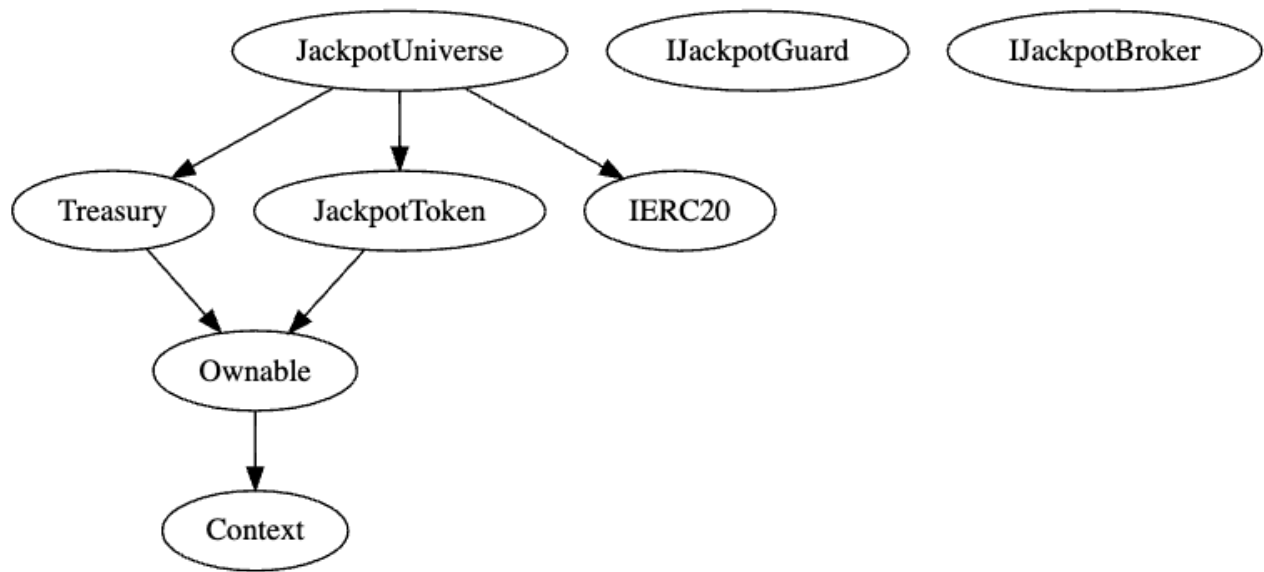 JackpotUniverse
IJackpotGuard
IJackpotBroker
Treasury
JackpotToken
IERC20
Ownable
Context